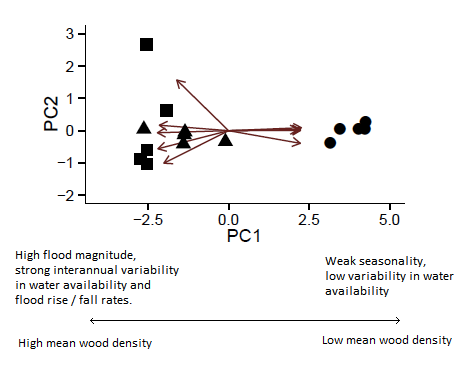 3
2
1
0
−1
−2
PC2
−2.5 0.0 2.5 5.0
PC1
High flood magnitude,
strong interannual variability
in water availability and
flood rise / fall rates.
Weak seasonality,
low variability in water
availability
High mean wood density
Low mean wood density